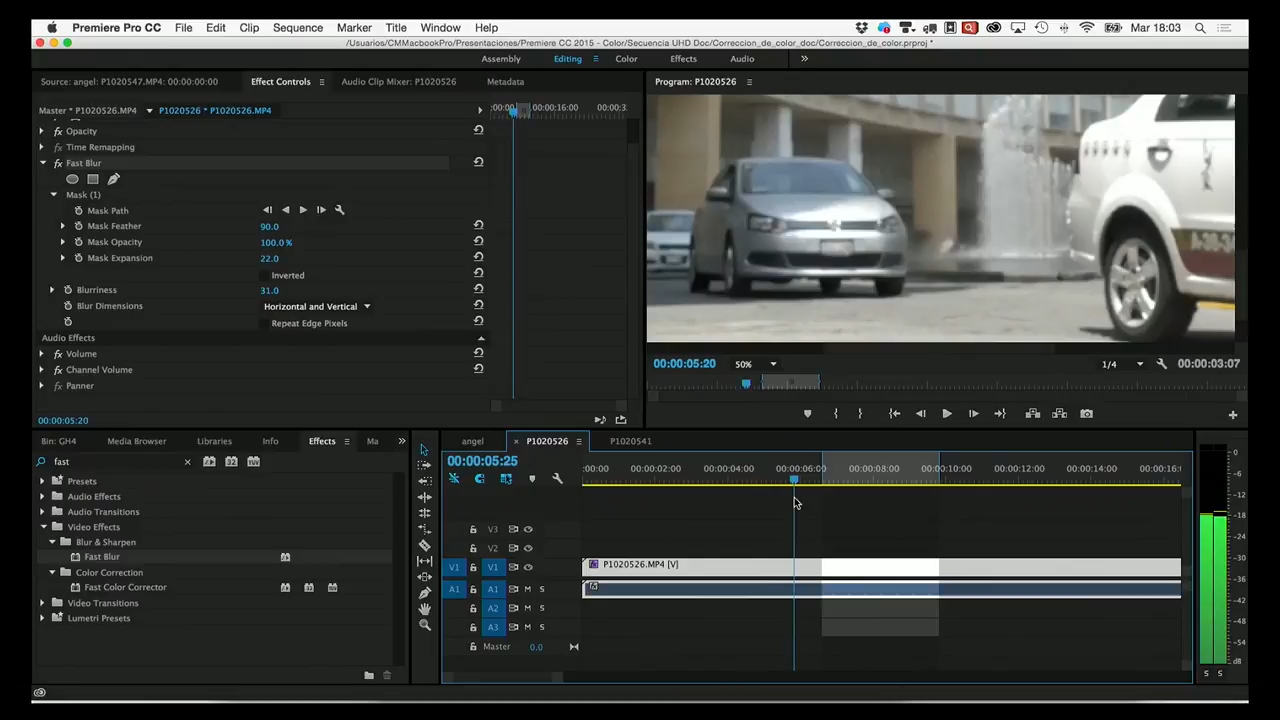 Premiere Pro CC File Edit Clip Sequence Marker Title Window Help Mar 18:03
/Usuarios/CMMacbookPro/Presentaciones/Premiere CC 2015 - Color/Secuencia UHD Doc/Correccion_de_color_doc/Correccion_de_color.prproj *
Assembly Editing Color Effects Audio
Source: angel: P1020547.MP4: 00:00:00:00 Effect Controls Audio Clip Mixer: P1020526 Metadata Program: P1020526
Master * P1020526.MP4 P1020526 * P1020526.MP4 :00:00 00:00:16:00 00:00:3
fx Opacity
fx Time Remapping
fx Fast Blur
Mask (1)
Mask Path
Mask Feather 90.0
Mask Opacity 100.0 %
Mask Expansion 22.0
Inverted
Blurriness 31.0
Blur Dimensions Horizontal and Vertical
Repeat Edge Pixels
Audio Effects
fx Volume
fx Channel Volume
fx Panner
00:00:05:20
00:00:05:20 50% 1/4 00:00:03:07
Bin: GH4 Media Browser Libraries Info Effects Ma
fast
Presets
Audio Effects
Audio Transitions
Video Effects
Blur & Sharpen
Fast Blur
Color Correction
Fast Color Corrector
Video Transitions
Lumetri Presets
angel P1020526 P1020541
00:00:05:25 :00:00 00:00:02:00 00:00:04:00 00:00:06:00 00:00:08:00 00:00:10:00 00:00:12:00 00:00:14:00 00:00:16:
V3
V2
V1 V1 P1020526.MP4 [V]
A1 A1 M S
A2 M S
A3 M S
Master 0.0
0
-6
-12
-18
-24
-30
-36
-42
-48
-54
dB
S S